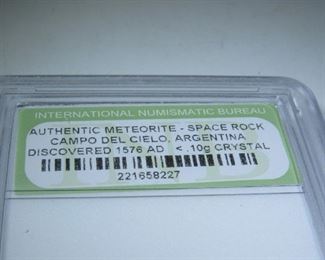 INTERNATIONAL NUMISMATIC BUREAU
AUTHENTIC METEORITE - SPACE ROCK
CAMPO DEL CIELO, ARGENTINA
DISCOVERED 1576 AD < .10g CRYSTAL
221658227